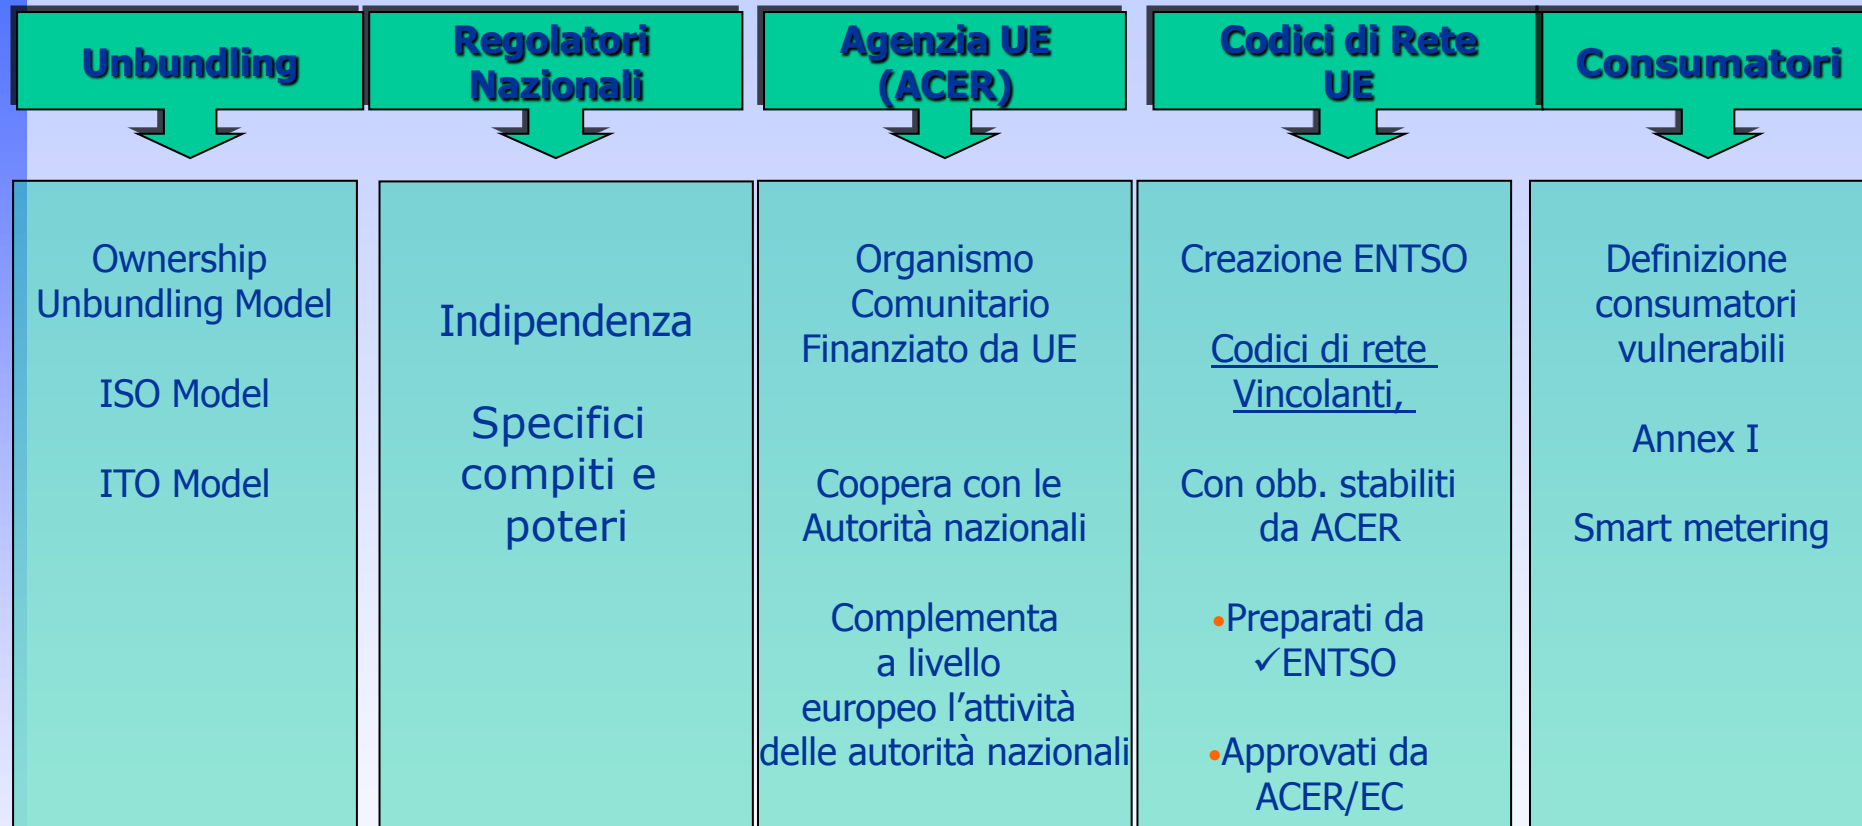 Unbundling
Regolatori
Nazionali
Agenzia UE
(ACER)
Codici di Rete
UE
Consumatori
Ownership
Unbundling Model
ISO Model
ITO Model
Indipendenza
Specifici
compiti e
poteri
Organismo
Comunitario
Finanziato da UE
Coopera con le
Autorità nazionali
Complementa
a livello
europeo l’attività
delle autorità nazionali
Creazione ENTSO
Codici di rete
Vincolanti,
Con obb. stabiliti
da ACER
•Preparati da
✓ENTSO
•Approvati da
ACER/EC
Definizione
consumatori
vulnerabili
Annex I
Smart metering